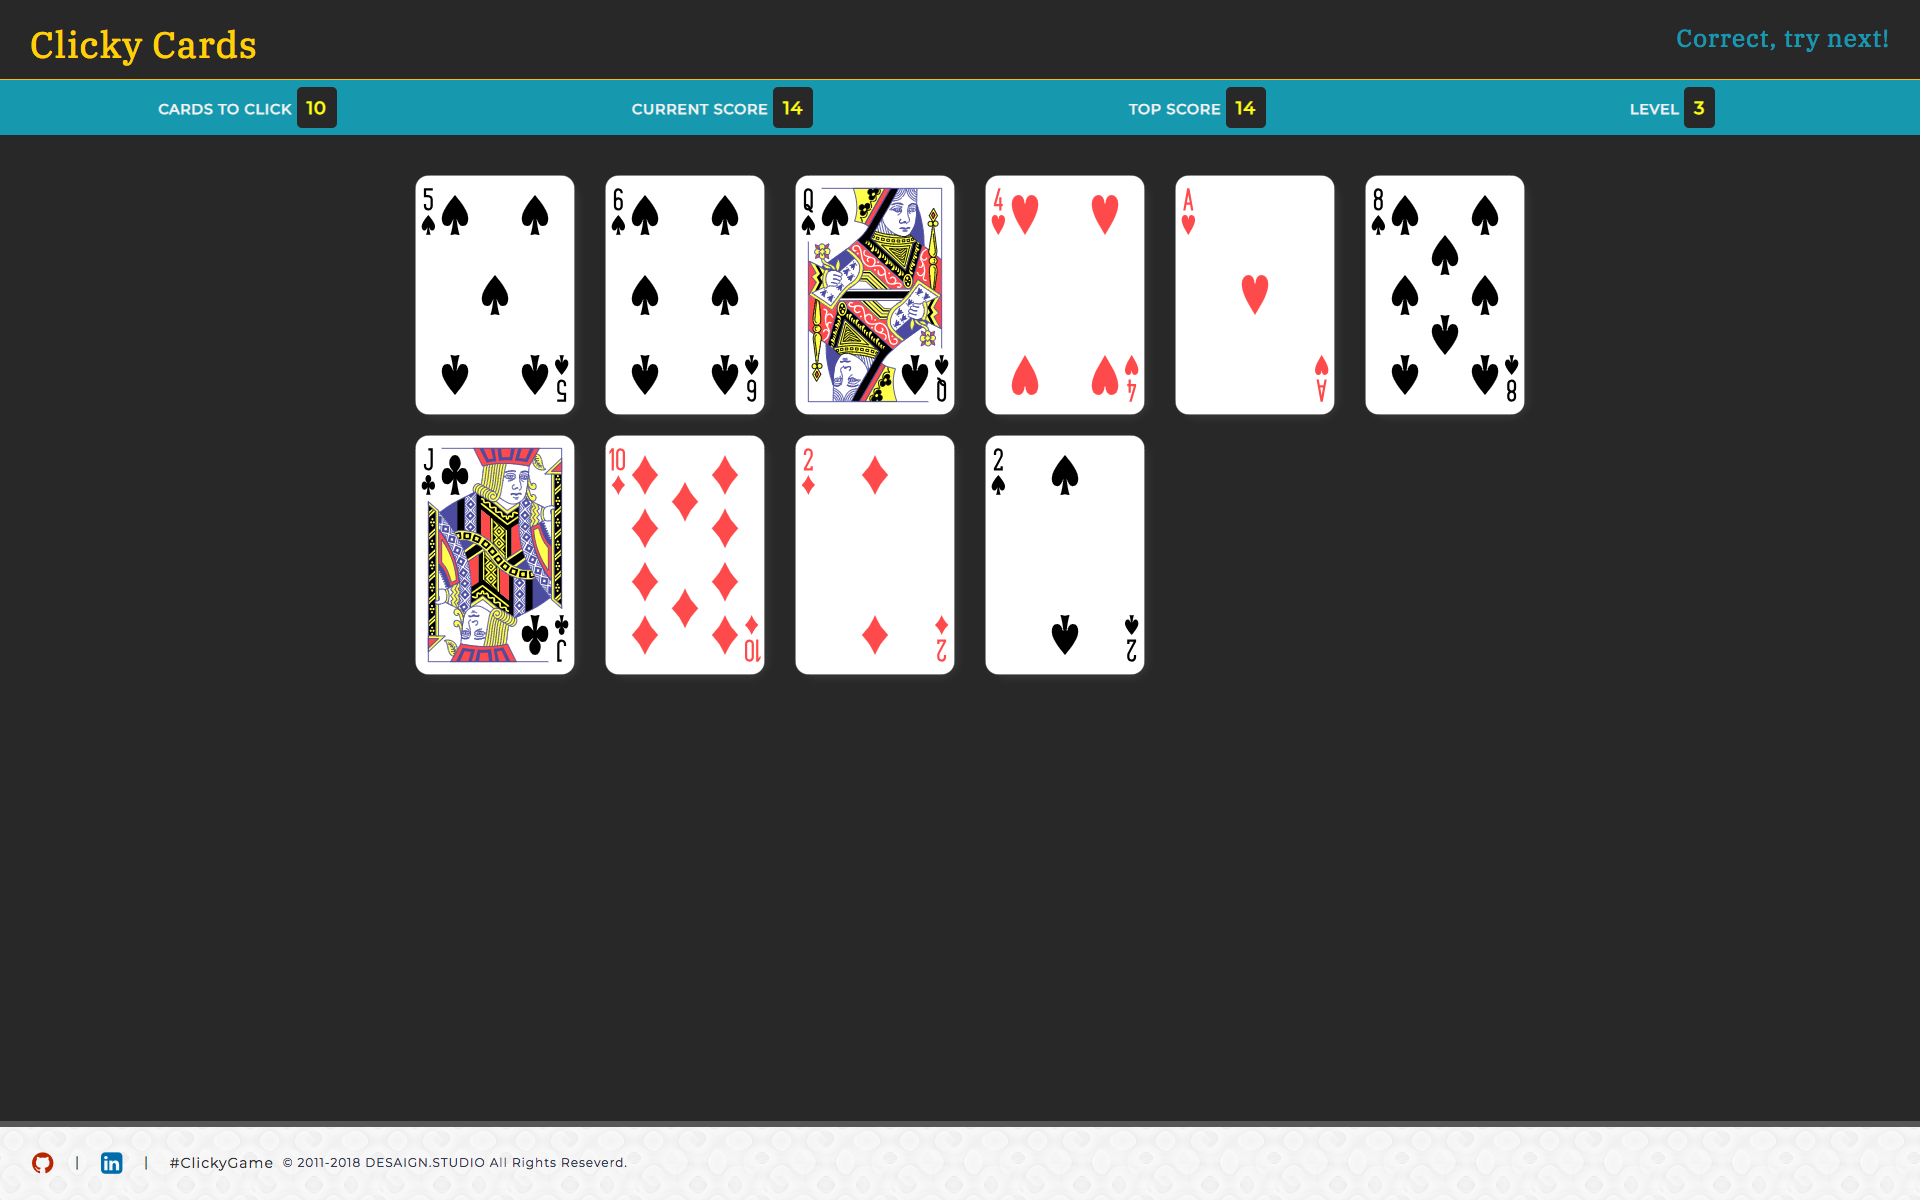 Clicky Cards
Correct, try next!
CARDS TO CLICK 10
CURRENT SCORE 14
TOP SCORE 14
LEVEL 3
5 5
6 6
Q Q
4 4
A A
8 8
J J
10 10
2 2
2 2
| in | #ClickyGame © 2011-2018 DESAIGN.STUDIO All Rights Reseverd.